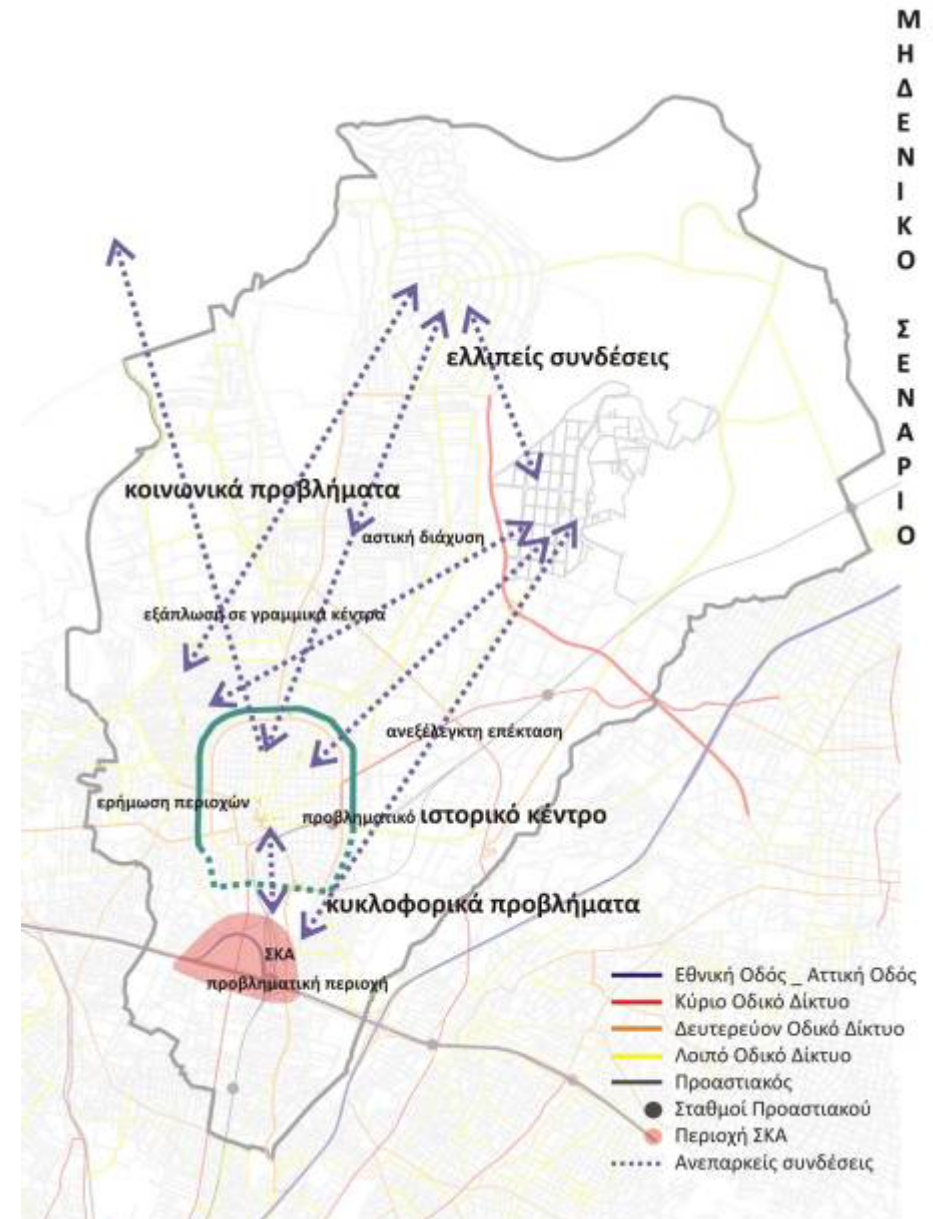 ΜΗΔΕΝΙΚΟ ΣΕΝΑΡΙΟ
ελλιπείς συνδέσεις
κοινωνικά προβλήματα
αστική διάχυση
εξάπλωση σε γραμμικά κέντρα
ανεξέλεγκτη επέκταση
ερήμωση περιοχών
προβληματικό ιστορικό κέντρο
κυκλοφορικά προβλήματα
ΣΚΑ
προβληματική περιοχή
Εθνική Οδός _ Αττική Οδός
Κύριο Οδικό Δίκτυο
Δευτερεύον Οδικό Δίκτυο
Λοιπό Οδικό Δίκτυο
Προαστιακός
Σταθμοί Προαστιακού
Περιοχή ΣΚΑ
Ανεπαρκείς συνδέσεις